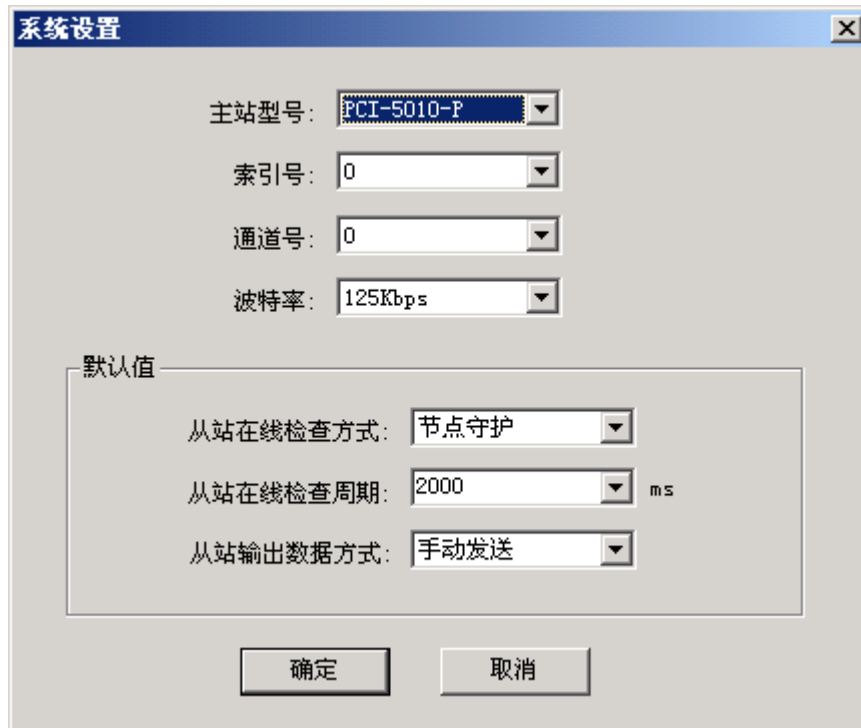 系统设置
主站型号: PCI-5010-P
索引号: 0
通道号: 0
波特率: 125Kbps
默认值
从站在线检查方式: 节点守护
从站在线检查周期: 2000 ms
从站输出数据方式: 手动发送
确定 取消